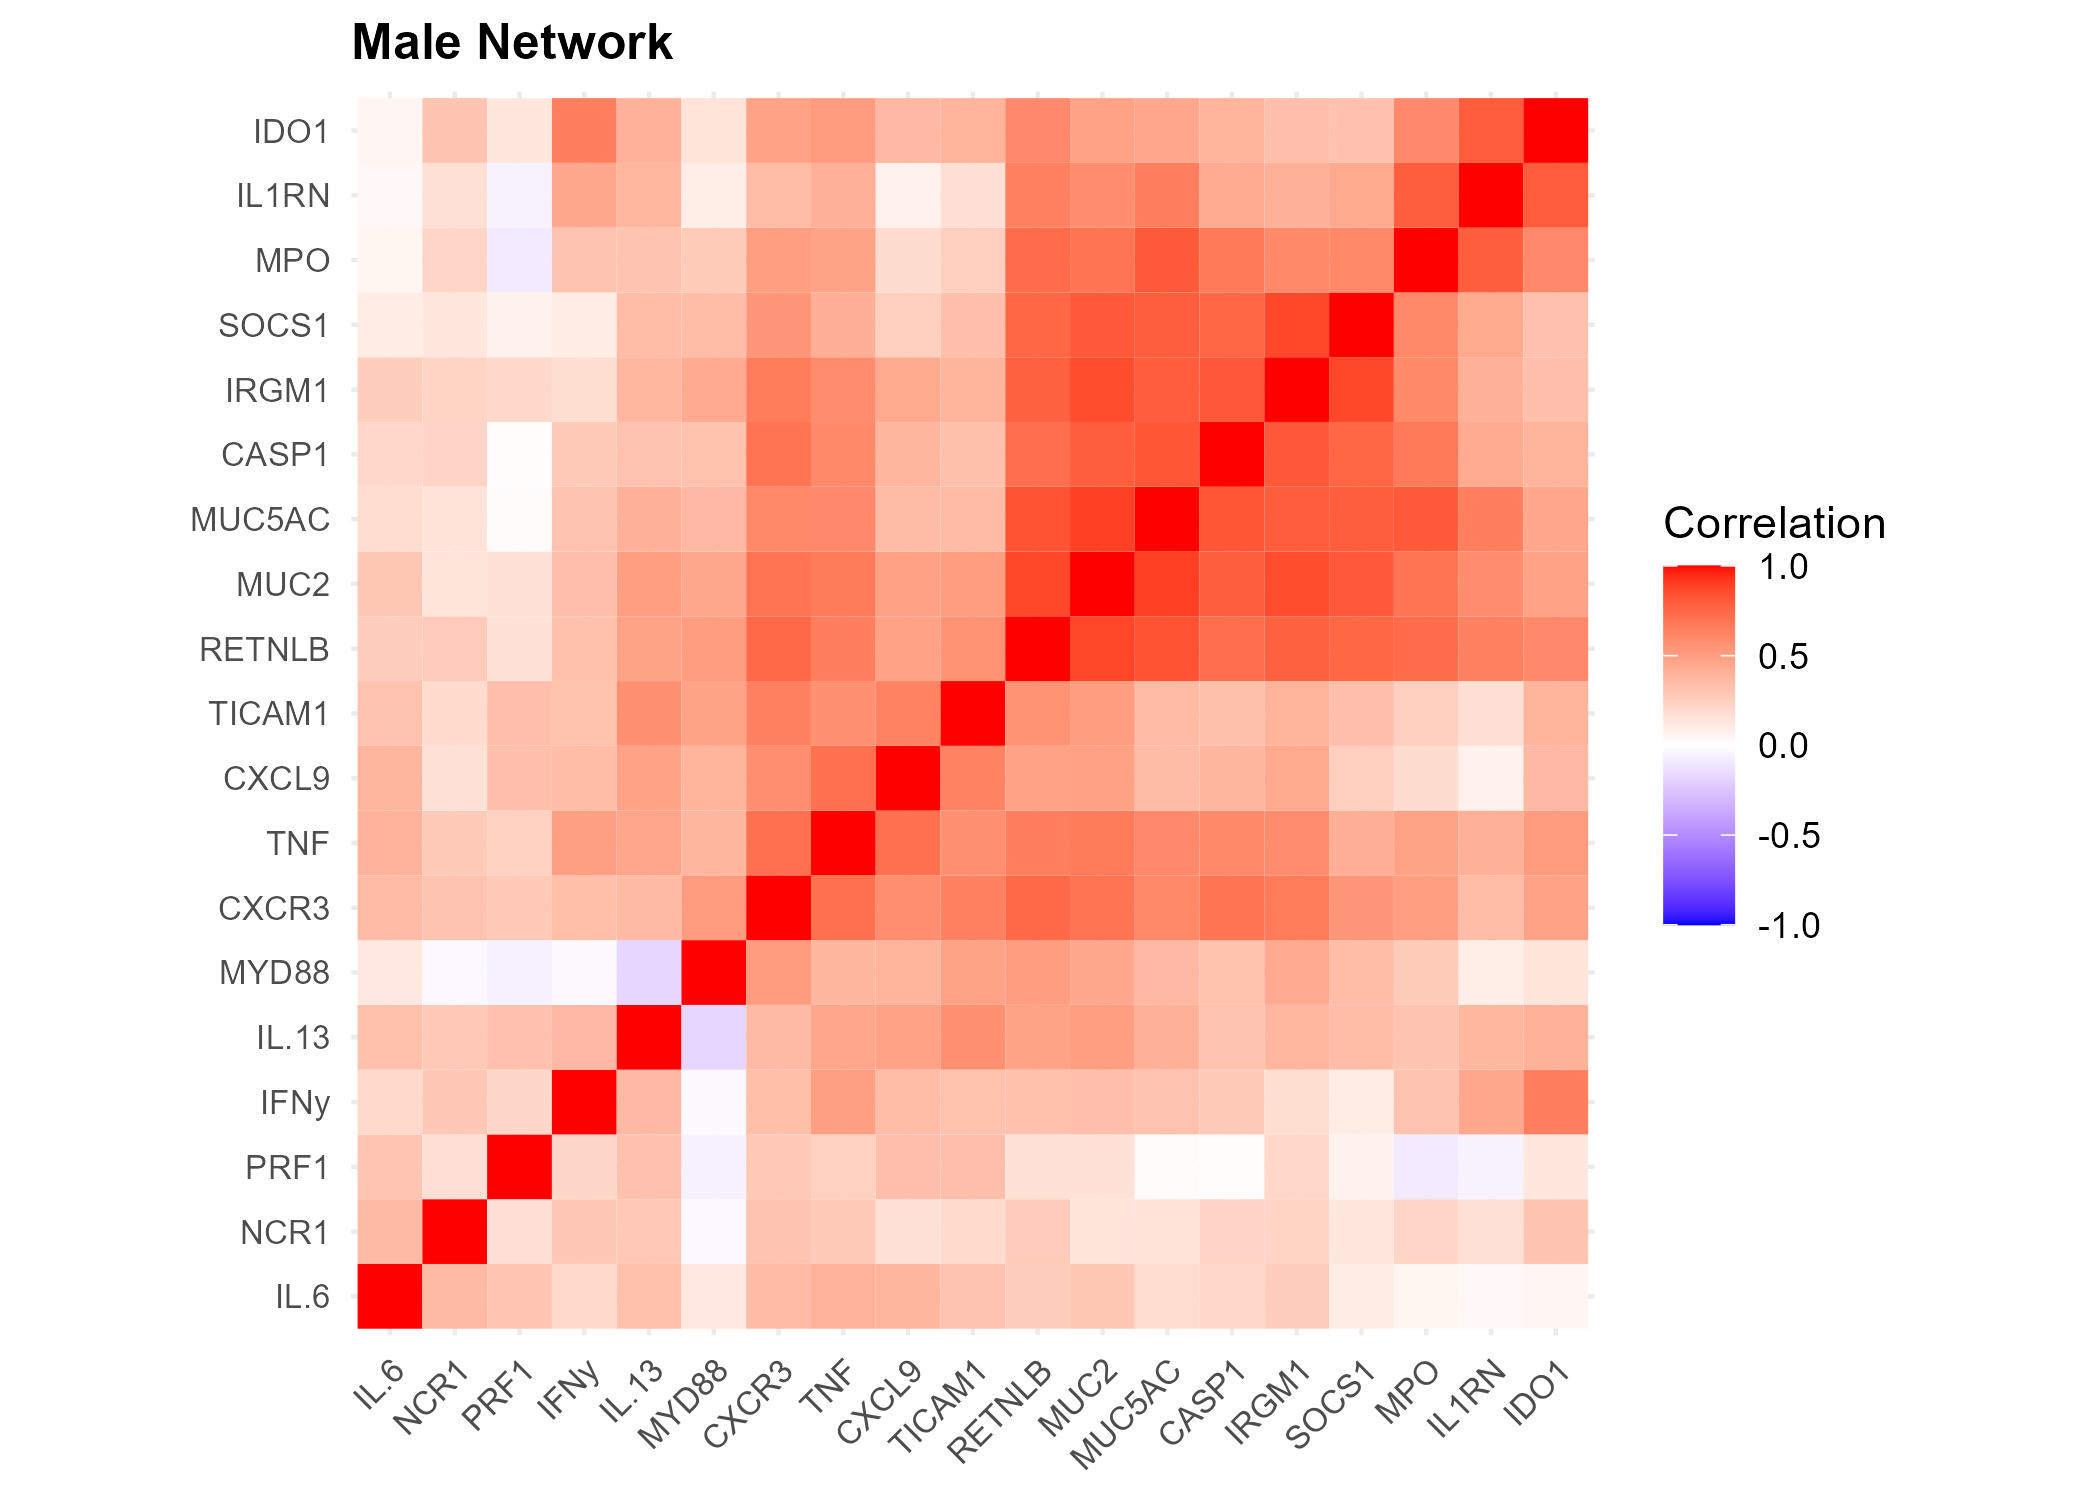 Male Network
IDO1
IL1RN
MPO
SOCS1
IRGM1
CASP1
MUC5AC
MUC2
RETNLB
TICAM1
CXCL9
TNF
CXCR3
MYD88
IL.13
IFNy
PRF1
NCR1
IL.6
IL.6 NCR1 PRF1 IFNy IL.13 MYD88 CXCR3 TNF CXCL9 TICAM1 RETNLB MUC2 MUC5AC CASP1 IRGM1 SOCS1 MPO IL1RN IDO1
Correlation
1.0
0.5
0.0
-0.5
-1.0